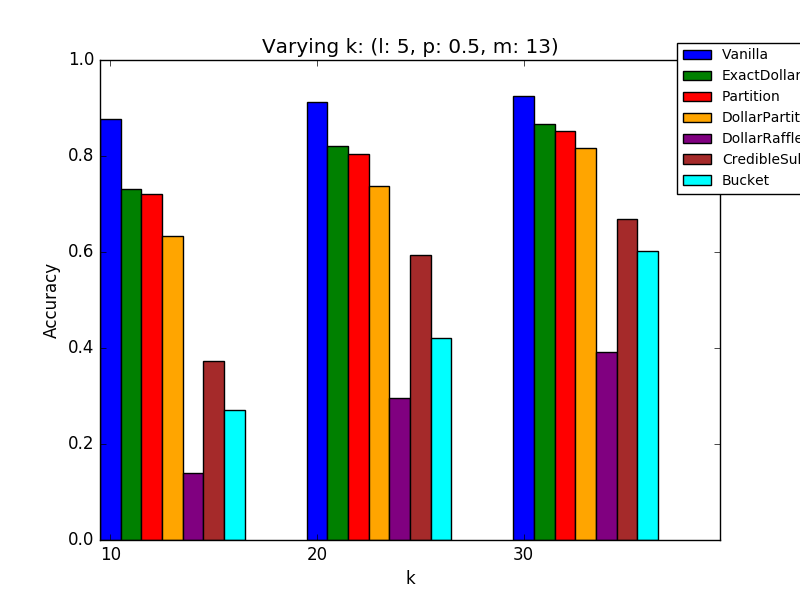 Varying k: (l: 5, p: 0.5, m: 13)
Vanilla
ExactDollar
Partition
DollarPartit
DollarRaffle
CredibleSul
Bucket
1.0
0.8
0.6
0.4
0.2
0.0
Accuracy
10 20 30
k